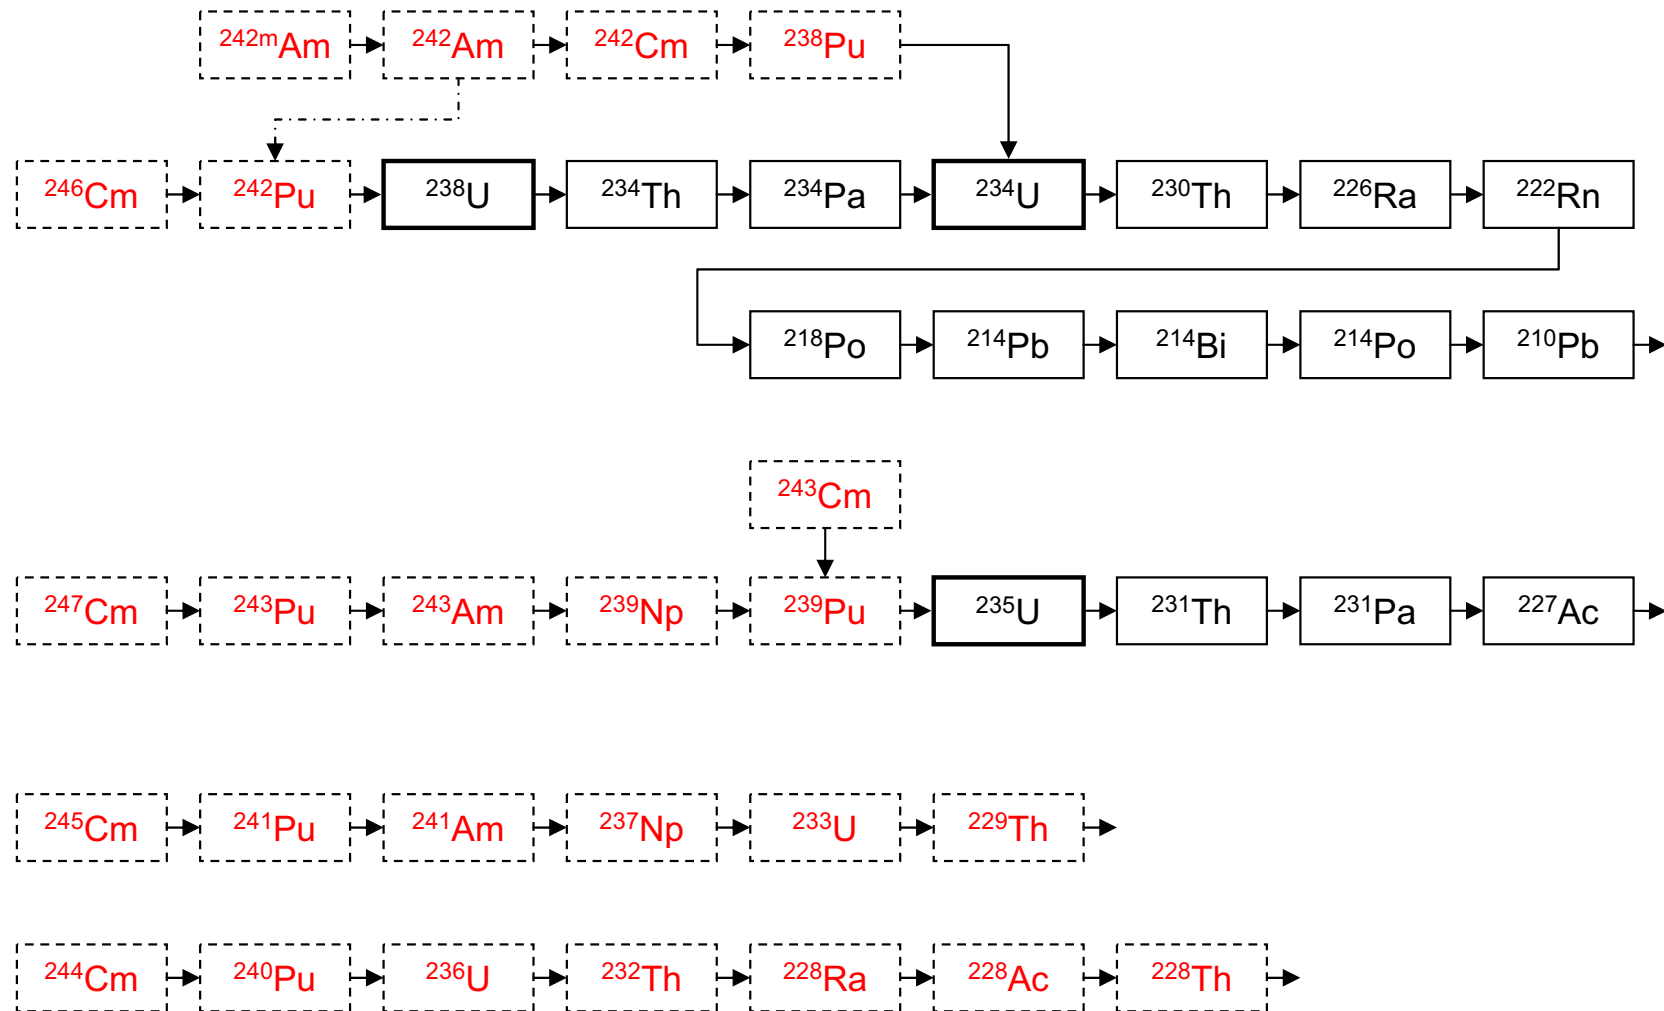 ²⁴²ᵐAm ²⁴²Am ²⁴²Cm ²³⁸Pu
²⁴⁶Cm ²⁴²Pu ²³⁸U ²³⁴Th ²³⁴Pa ²³⁴U ²³⁰Th ²²⁶Ra ²²²Rn
²¹⁸Po ²¹⁴Pb ²¹⁴Bi ²¹⁴Po ²¹⁰Pb
²⁴³Cm
²⁴⁷Cm ²⁴³Pu ²⁴³Am ²³⁹Np ²³⁹Pu ²³⁵U ²³¹Th ²³¹Pa ²²⁷Ac
²⁴⁵Cm ²⁴¹Pu ²⁴¹Am ²³⁷Np ²³³U ²²⁹Th
²⁴⁴Cm ²⁴⁰Pu ²³⁶U ²³²Th ²²⁸Ra ²²⁸Ac ²²⁸Th